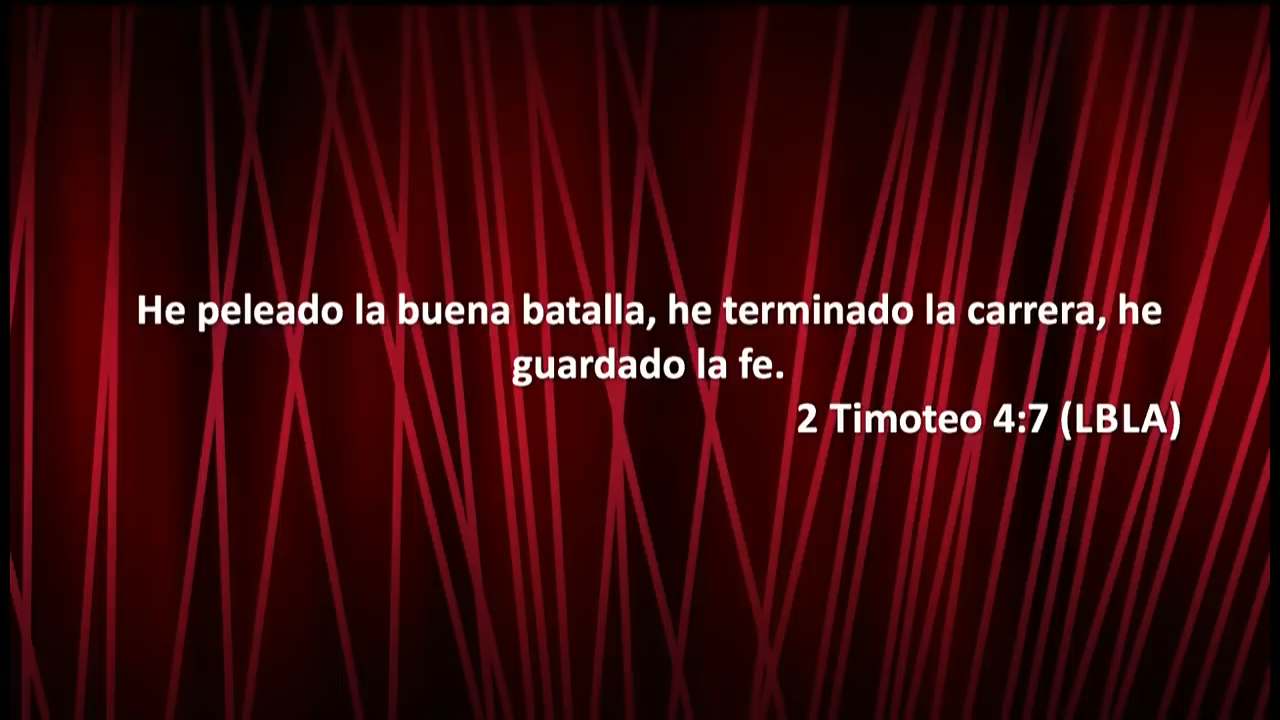 He peleado la buena batalla, he terminado la carrera, he
guardado la fe.
2 Timoteo 4:7 (LBLA)